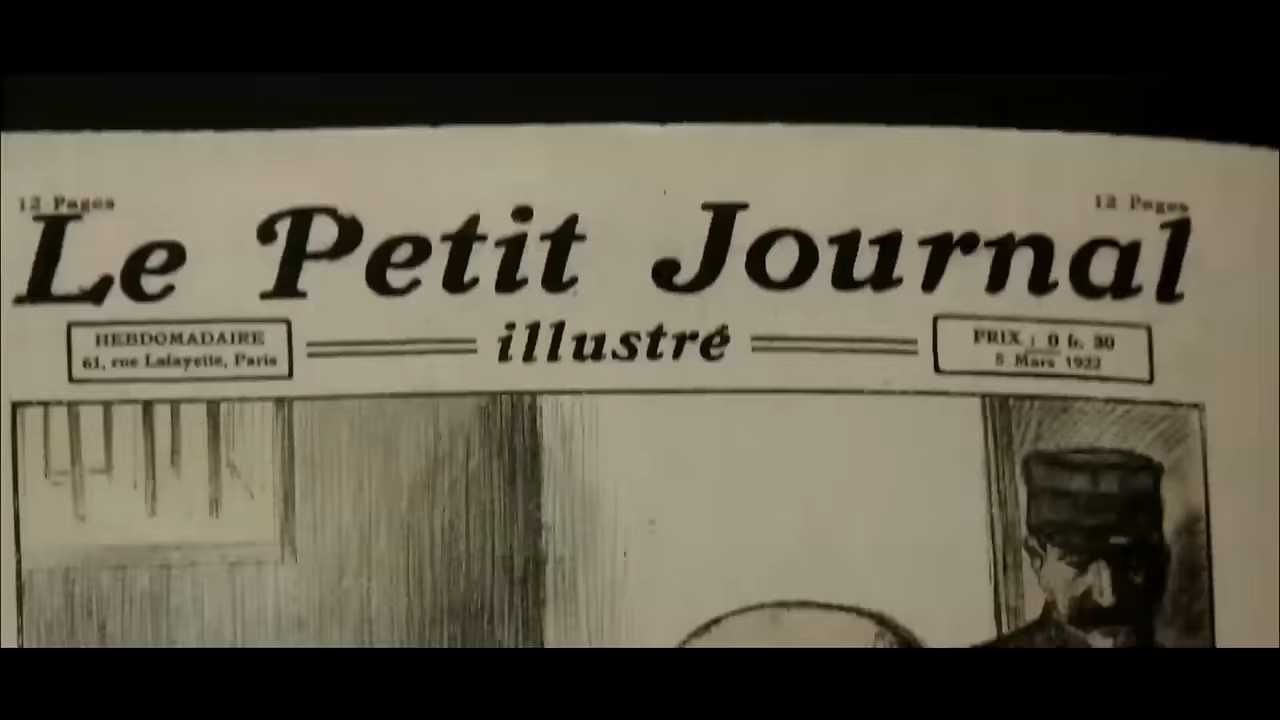 12 Pages
12 Pages
Le Petit Journal
illustré
HEBDOMADAIRE
61, rue Lafayette, Paris
PRIX : 0 fr. 30
5 Mars 1922